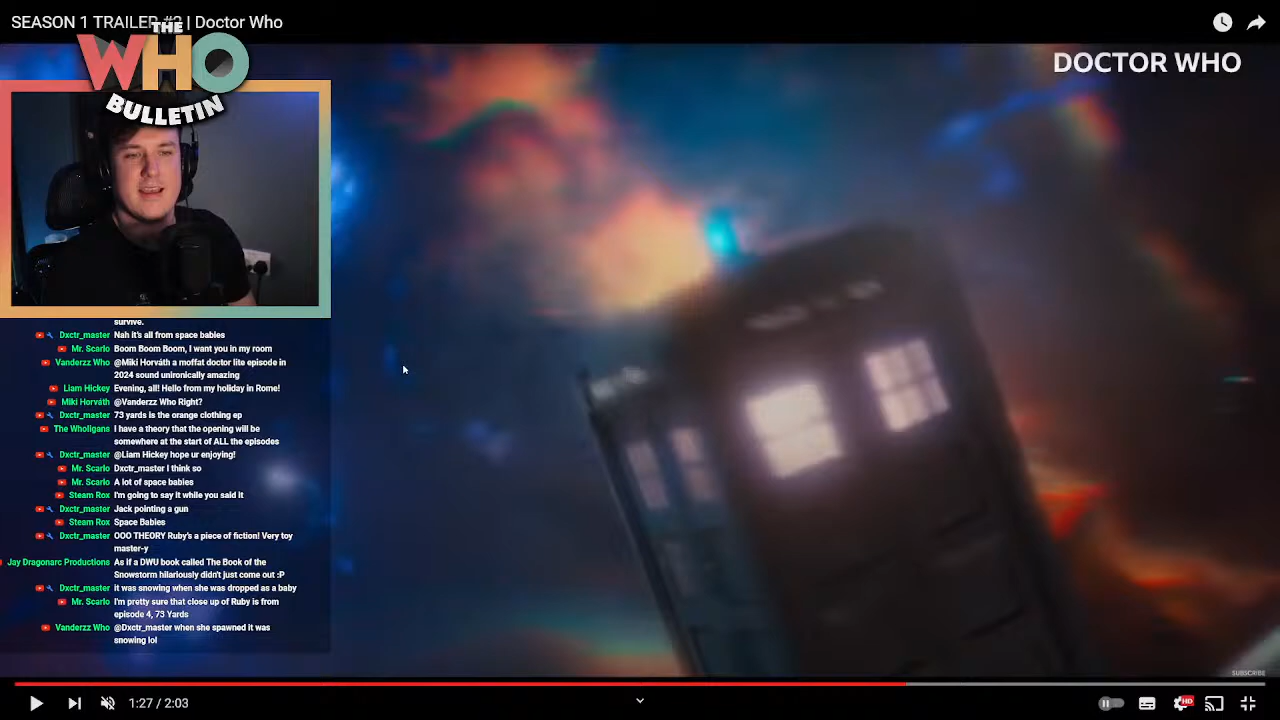 SEASON 1 TRAILER #2 | Doctor Who
THE
WHO
BULLETIN
DOCTOR WHO
survive.
Dxctr_master Nah it's all from space babies
Mr. Scarlo Boom Boom Boom, I want you in my room
Vanderzz Who @Miki Horváth a moffat doctor lite episode in
2024 sound unironically amazing
Liam Hickey Evening, all! Hello from my holiday in Rome!
Miki Horváth @Vanderzz Who Right?
Dxctr_master 73 yards is the orange clothing ep
The Wholigans I have a theory that the opening will be
somewhere at the start of ALL the episodes
Dxctr_master @Liam Hickey hope ur enjoying!
Mr. Scarlo Dxctr_master I think so
Mr. Scarlo A lot of space babies
Steam Rox I'm going to say it while you said it
Dxctr_master Jack pointing a gun
Steam Rox Space Babies
Dxctr_master OOO THEORY Ruby's a piece of fiction! Very toy
master-y
Jay Dragonarc Productions As if a DWU book called The Book of the
Snowstorm hilariously didn't just come out :P
Dxctr_master it was snowing when she was dropped as a baby
Mr. Scarlo I'm pretty sure that close up of Ruby is from
episode 4, 73 Yards
Vanderzz Who @Dxctr_master when she spawned it was
snowing lol
SUBSCRIBE
1:27 / 2:03
HD